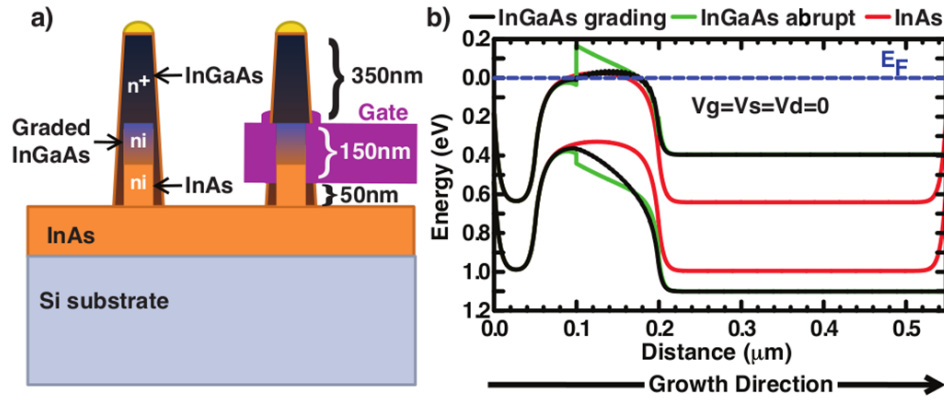 a)
n+
InGaAs
350nm
Gate
Graded
InGaAs
ni
150nm
ni
InAs
50nm
InAs
Si substrate
b)
InGaAs grading
InGaAs abrupt
InAs
0.2
0.0
0.2
0.4
0.6
0.8
1.0
1.2
Energy (eV)
EF
Vg=Vs=Vd=0
0.0
0.1
0.2
0.3
0.4
0.5
Distance (μm)
Growth Direction